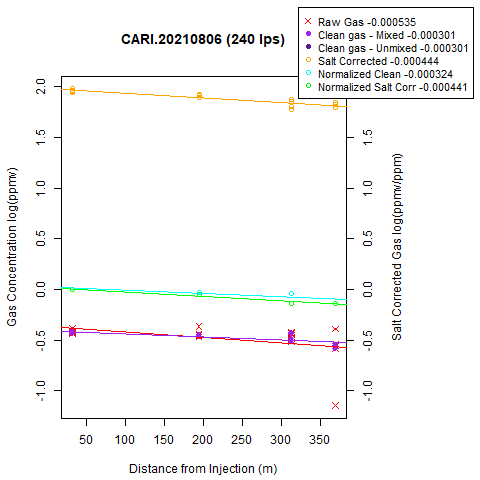 CARI.20210806 (240 lps)
Raw Gas -0.000535
Clean gas - Mixed -0.000301
Clean gas - Unmixed -0.000301
Salt Corrected -0.000444
Normalized Clean -0.000324
Normalized Salt Corr -0.000441
Gas Concentration log(ppmv)
2.0
1.5
1.0
0.5
0.0
-0.5
-1.0
2.0
1.5
1.0
0.5
0.0
-0.5
-1.0
Salt Corrected Gas log(ppmv/ppm)
50 100 150 200 250 300 350
Distance from Injection (m)